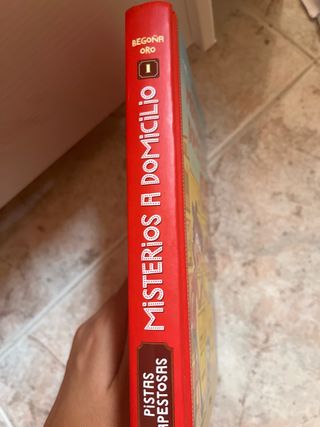 BEGOÑA
ORO
1
MiSTERiOS A DOMiCiLiO
PiSTAS
APESTOSAS